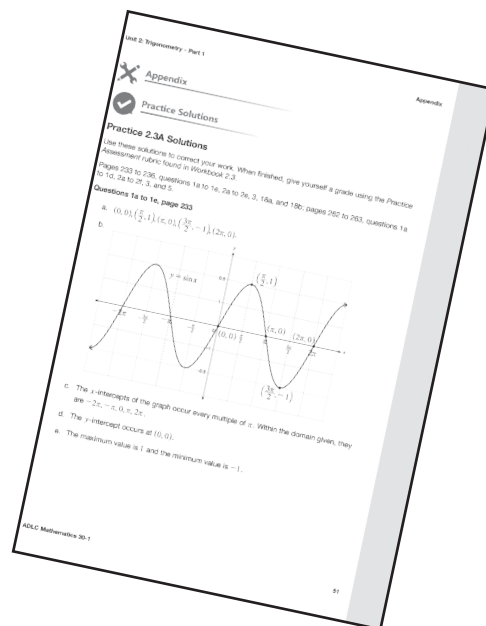 Unit 2: Trigonometry - Part 1
Appendix
Appendix
Practice Solutions
Practice 2.3A Solutions
Use these solutions to correct your work. When finished, give yourself a grade using the Practice
Assessment rubric found in Workbook 2.3.
Pages 233 to 236, questions 1a to 1e, 2a to 2e, 3, 18a, and 18b; pages 262 to 263, questions 1a
to 1d, 2a to 2f, 3, and 5.
Questions 1a to 1e, page 233
a. (0, 0), (π/2, 1), (π, 0), (3π/2, −1), (2π, 0).
b.
y = sin x
(π/2, 1)
(0, 0)
(π, 0)
(2π, 0)
(3π/2, −1)
c. The x-intercepts of the graph occur every multiple of π. Within the domain given, they
are −2π, −π, 0, π, 2π.
d. The y-intercept occurs at (0, 0).
e. The maximum value is 1 and the minimum value is −1.
ADLC Mathematics 30-1
51